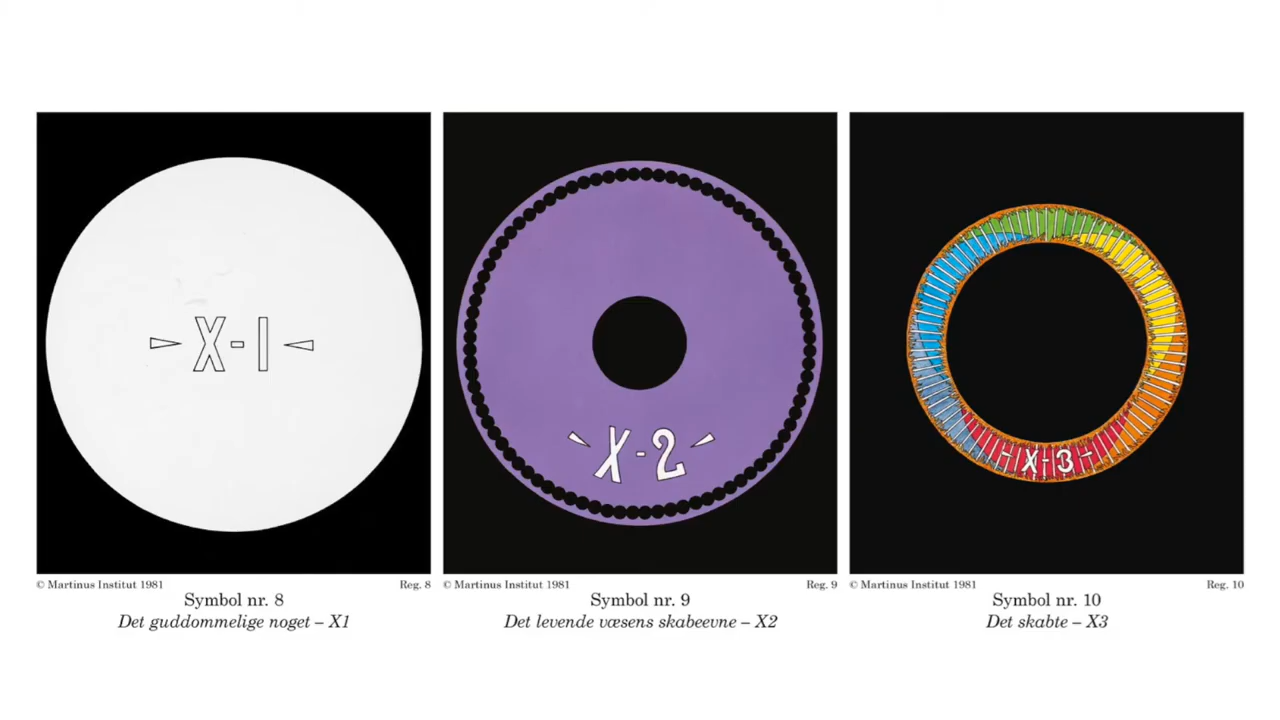 X-1
X-2
X-3
© Martinus Institut 1981 Reg. 8
© Martinus Institut 1981 Reg. 9
© Martinus Institut 1981 Reg. 10
Symbol nr. 8
Det guddommelige noget – X1
Symbol nr. 9
Det levende væsens skabeevne – X2
Symbol nr. 10
Det skabte – X3